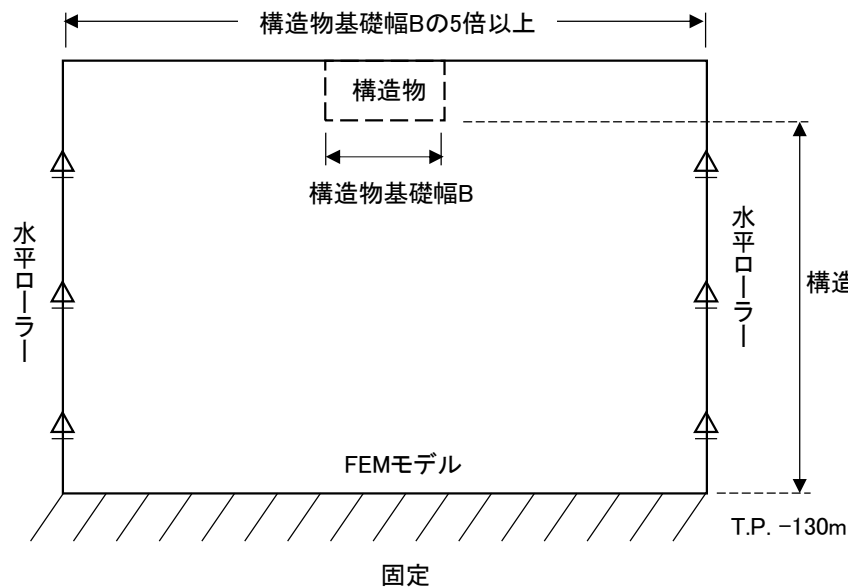 構造物基礎幅Bの5倍以上
構造物
構造物基礎幅B
水平ローラー
水平ローラー
構造
FEMモデル
T.P. -130m
固定